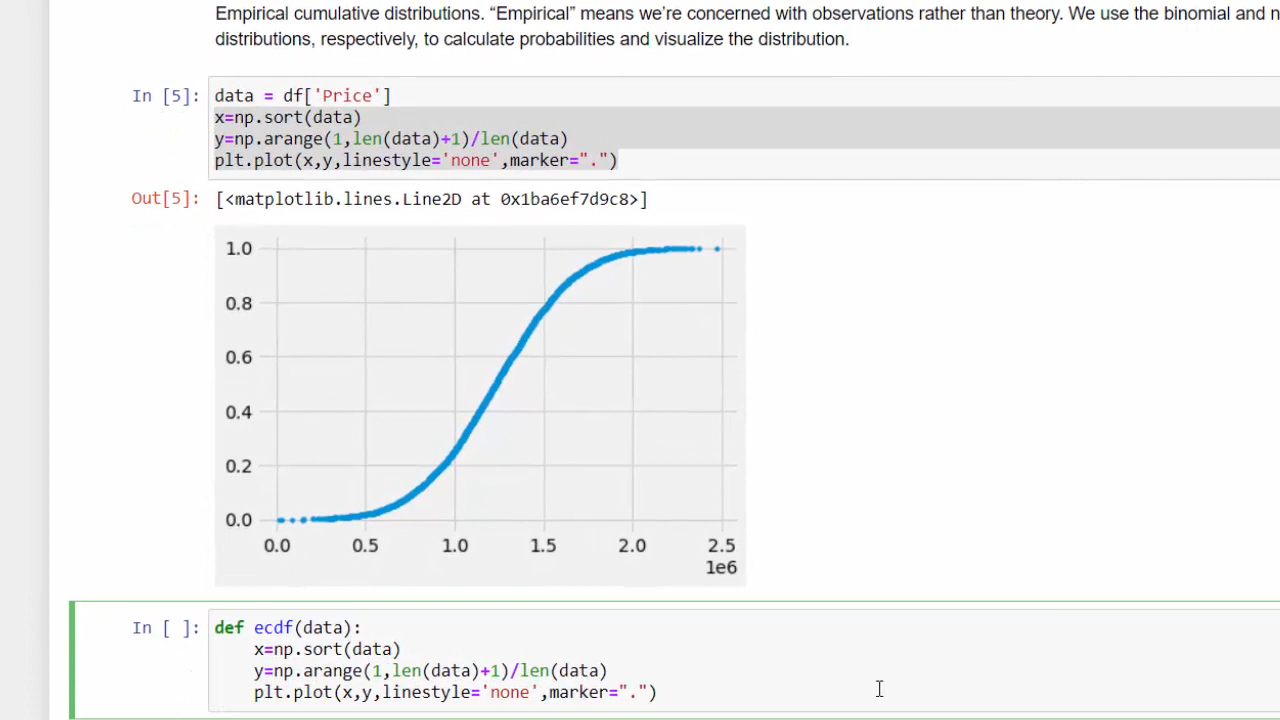 Empirical cumulative distributions. “Empirical” means we’re concerned with observations rather than theory. We use the binomial and n
distributions, respectively, to calculate probabilities and visualize the distribution.
In [5]: data = df['Price']
x=np.sort(data)
y=np.arange(1,len(data)+1)/len(data)
plt.plot(x,y,linestyle='none',marker=".")
Out[5]: [<matplotlib.lines.Line2D at 0x1ba6ef7d9c8>]
1.0
0.8
0.6
0.4
0.2
0.0
0.0 0.5 1.0 1.5 2.0 2.5
1e6
In [ ]: def ecdf(data):
x=np.sort(data)
y=np.arange(1,len(data)+1)/len(data)
plt.plot(x,y,linestyle='none',marker=".")